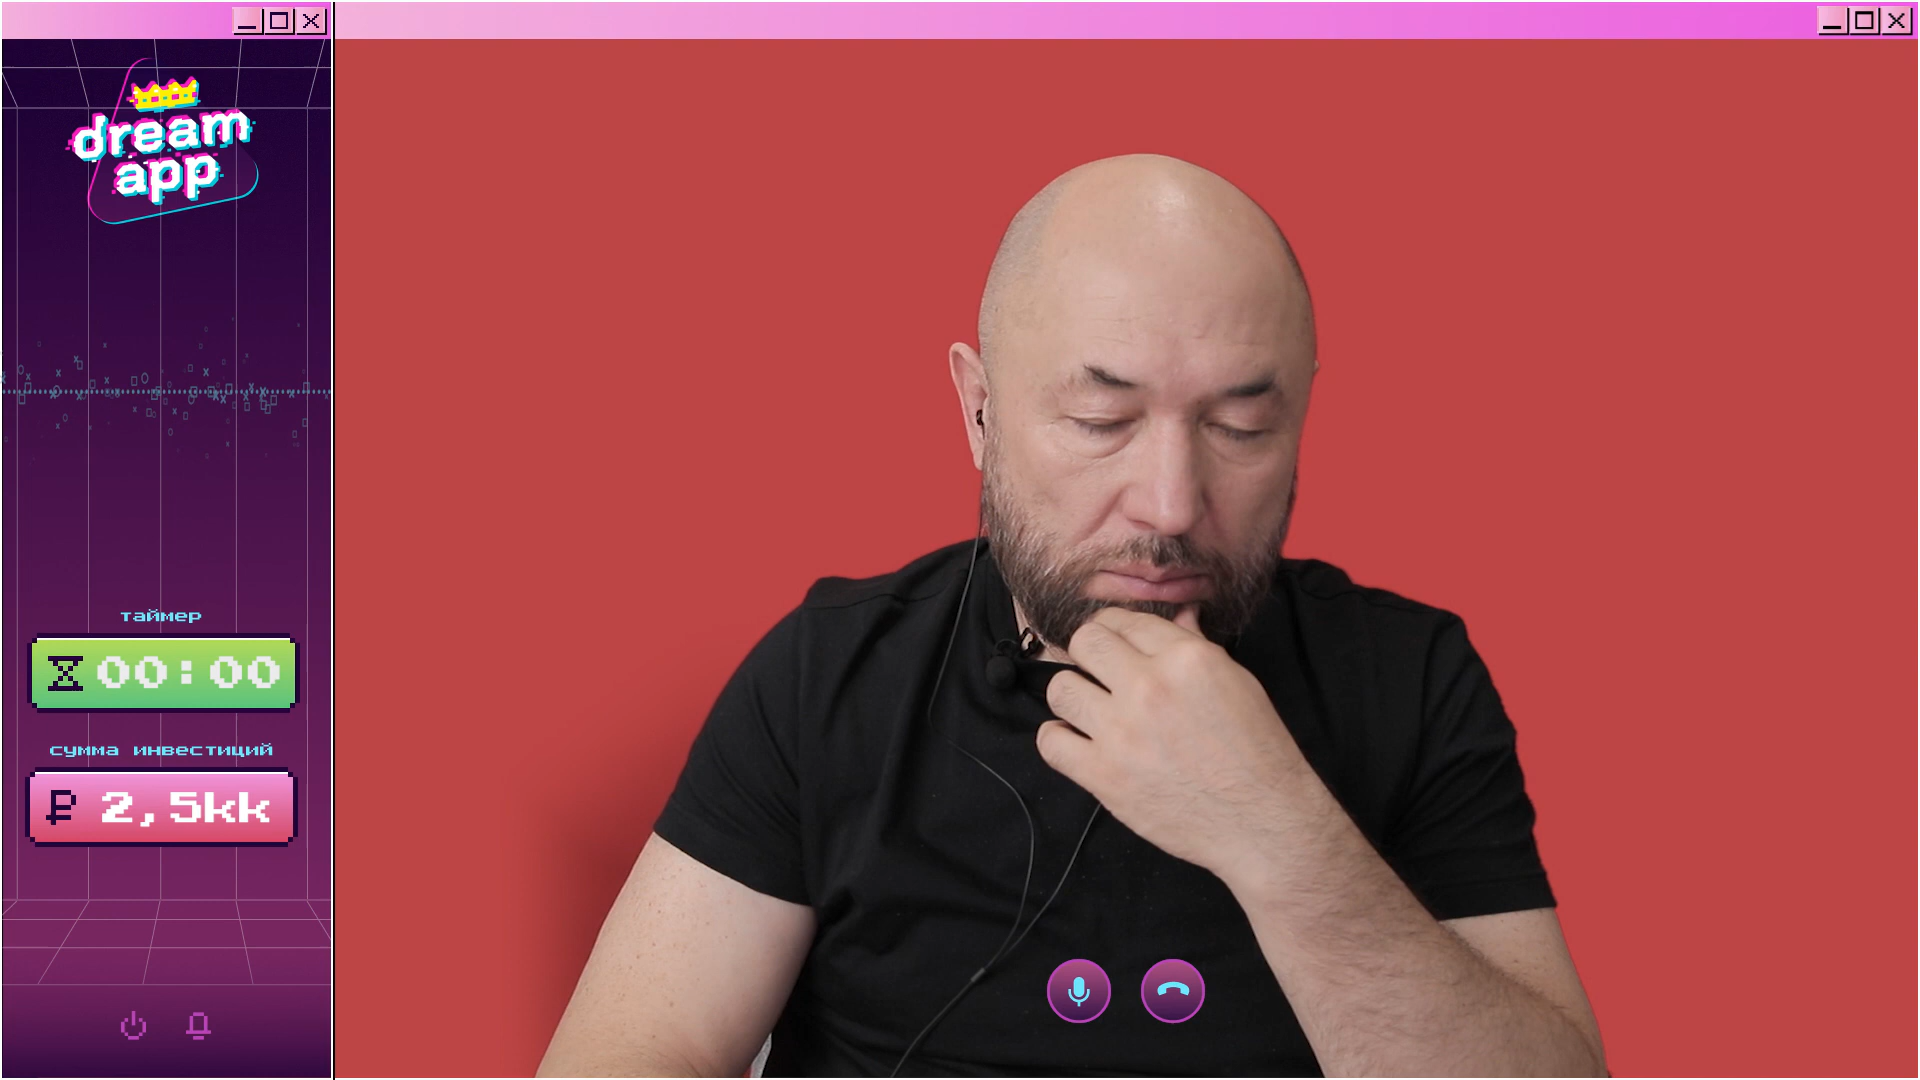 dream
app
таймер
00:00
сумма инвестиций
₽ 2,5kk